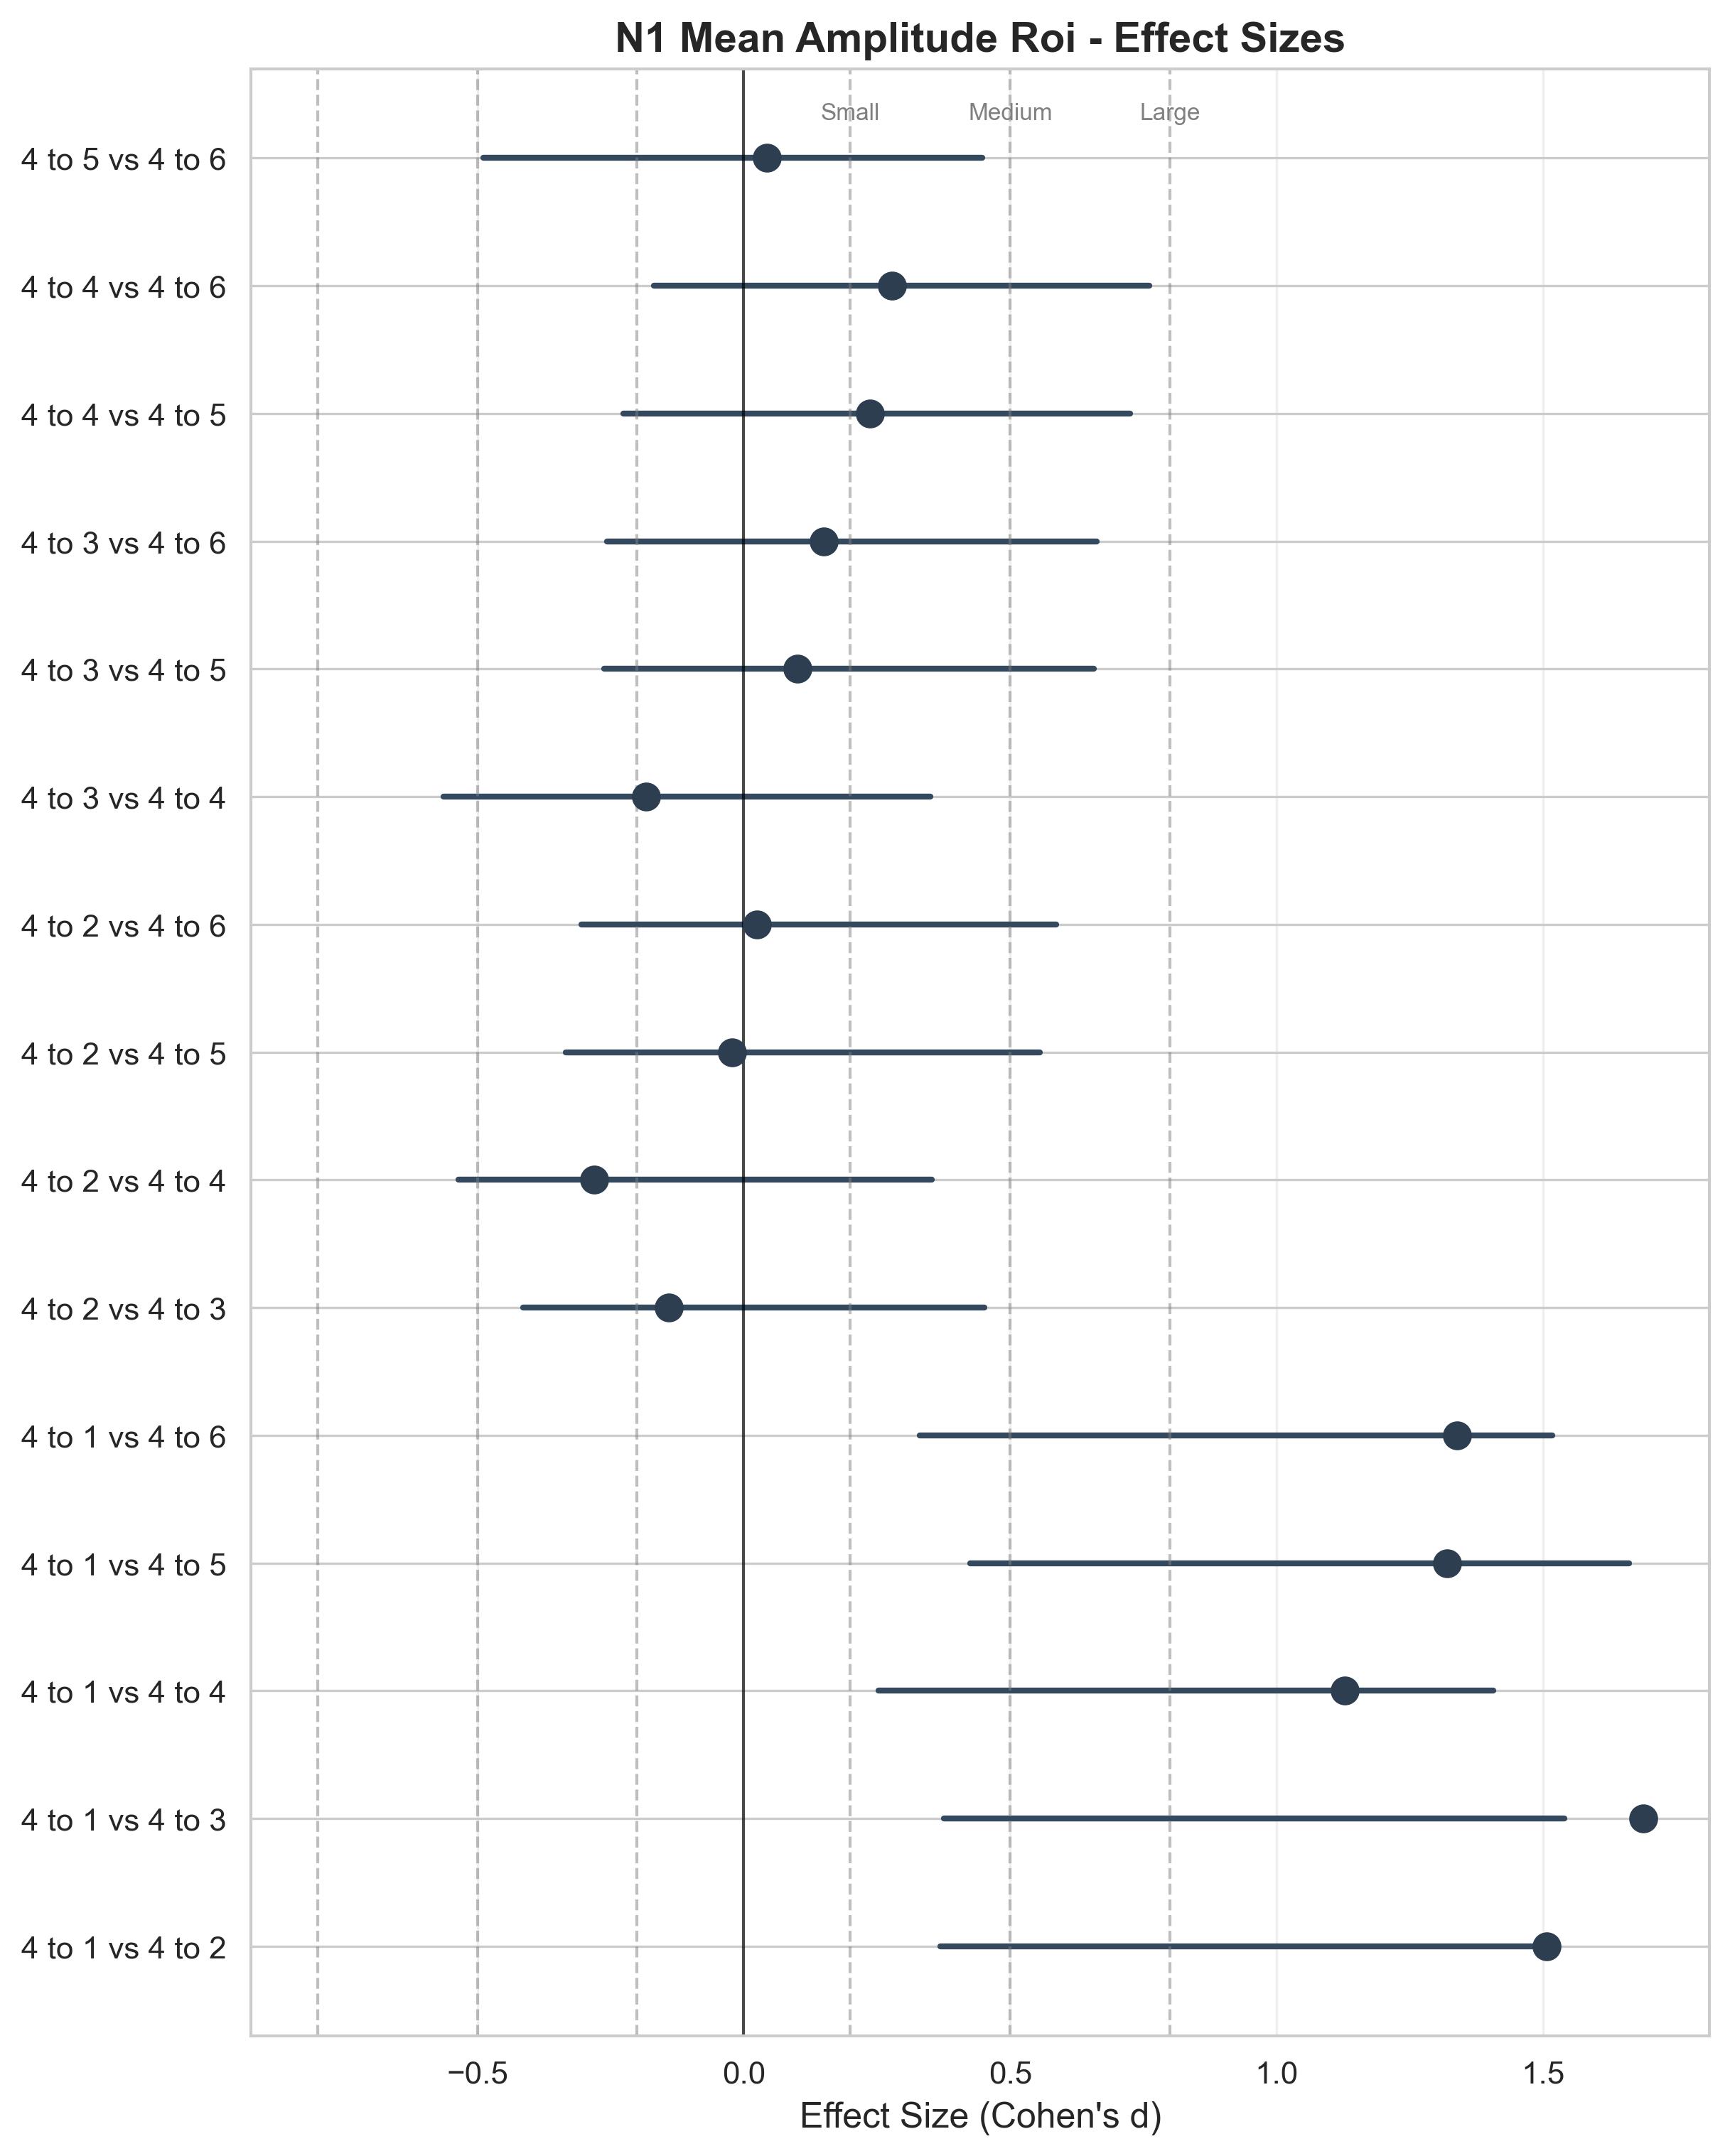 N1 Mean Amplitude Roi - Effect Sizes
Small Medium Large
4 to 5 vs 4 to 6
4 to 4 vs 4 to 6
4 to 4 vs 4 to 5
4 to 3 vs 4 to 6
4 to 3 vs 4 to 5
4 to 3 vs 4 to 4
4 to 2 vs 4 to 6
4 to 2 vs 4 to 5
4 to 2 vs 4 to 4
4 to 2 vs 4 to 3
4 to 1 vs 4 to 6
4 to 1 vs 4 to 5
4 to 1 vs 4 to 4
4 to 1 vs 4 to 3
4 to 1 vs 4 to 2
−0.5 0.0 0.5 1.0 1.5
Effect Size (Cohen's d)